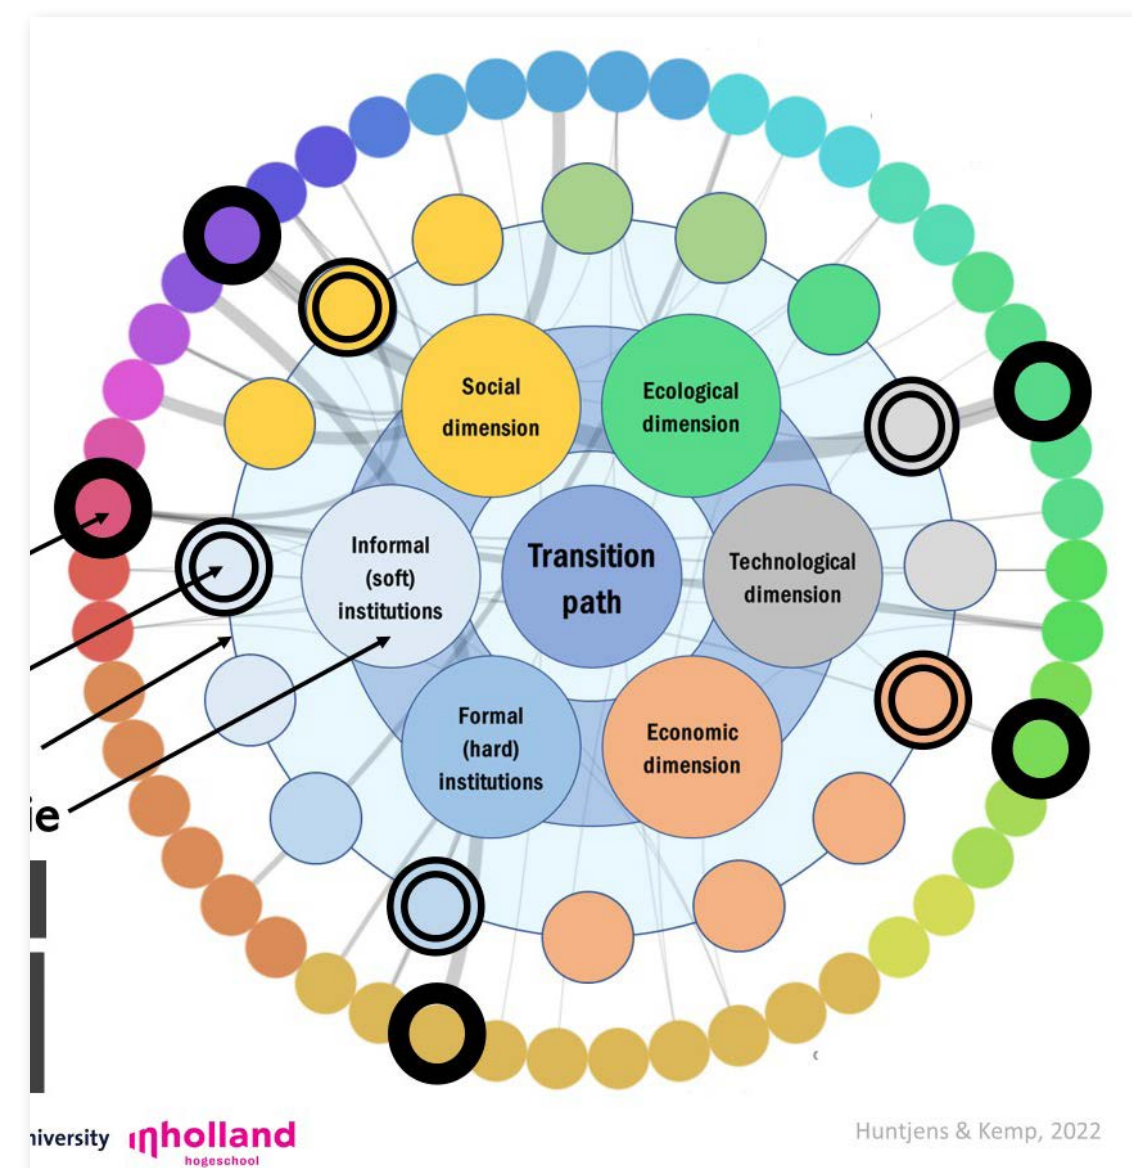 Social
dimension
Ecological
dimension
Informal
(soft)
institutions
Transition
path
Technological
dimension
Formal
(hard)
institutions
Economic
dimension
ie
niversity
inholland
hogeschool
Huntjens & Kemp, 2022